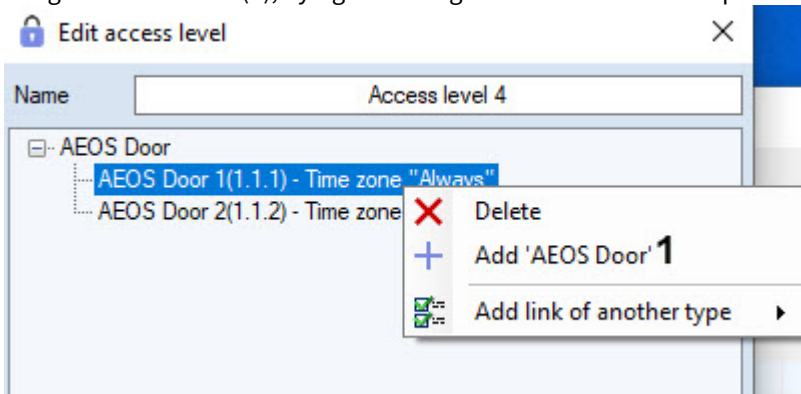 Edit access level
Name Access level 4
AEOS Door
AEOS Door 1(1.1.1) - Time zone "Always"
AEOS Door 2(1.1.2) - Time zone
Delete
Add 'AEOS Door' 1
Add link of another type